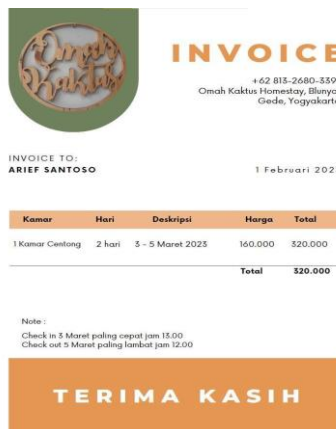 Omah
Kaktus
INVOICE
+62 813-2680-339
Omah Kaktus Homestay, Blunyo
Gede, Yogyakarta
INVOICE TO:
ARIEF SANTOSO
1 Februari 202
Kamar Hari Deskripsi Harga Total
1 Kamar Centong 2 hari 3 - 5 Maret 2023 160.000 320.000
Total 320.000
Note :
Check in 3 Maret paling cepat jam 13.00
Check out 5 Maret paling lambat jam 12.00
TERIMA KASIH